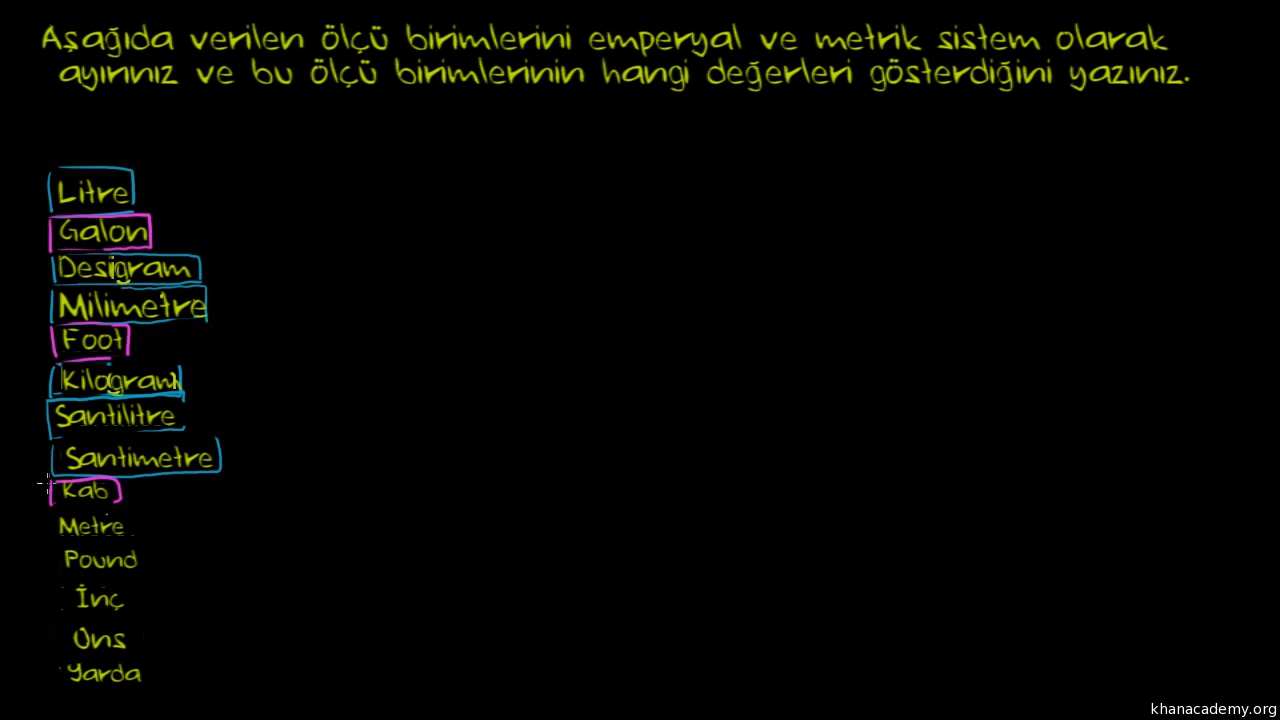 Aşağıda verilen ölçü birimlerini emperyal ve metrik sistem olarak
ayırınız ve bu ölçü birimlerinin hangi değerleri gösterdiğini yazınız.
Litre
Galon
Desigram
Milimetre
Foot
Kilogram
Santilitre
Santimetre
Kab
Metre
Pound
İnç
Ons
Yarda
khanacademy.org